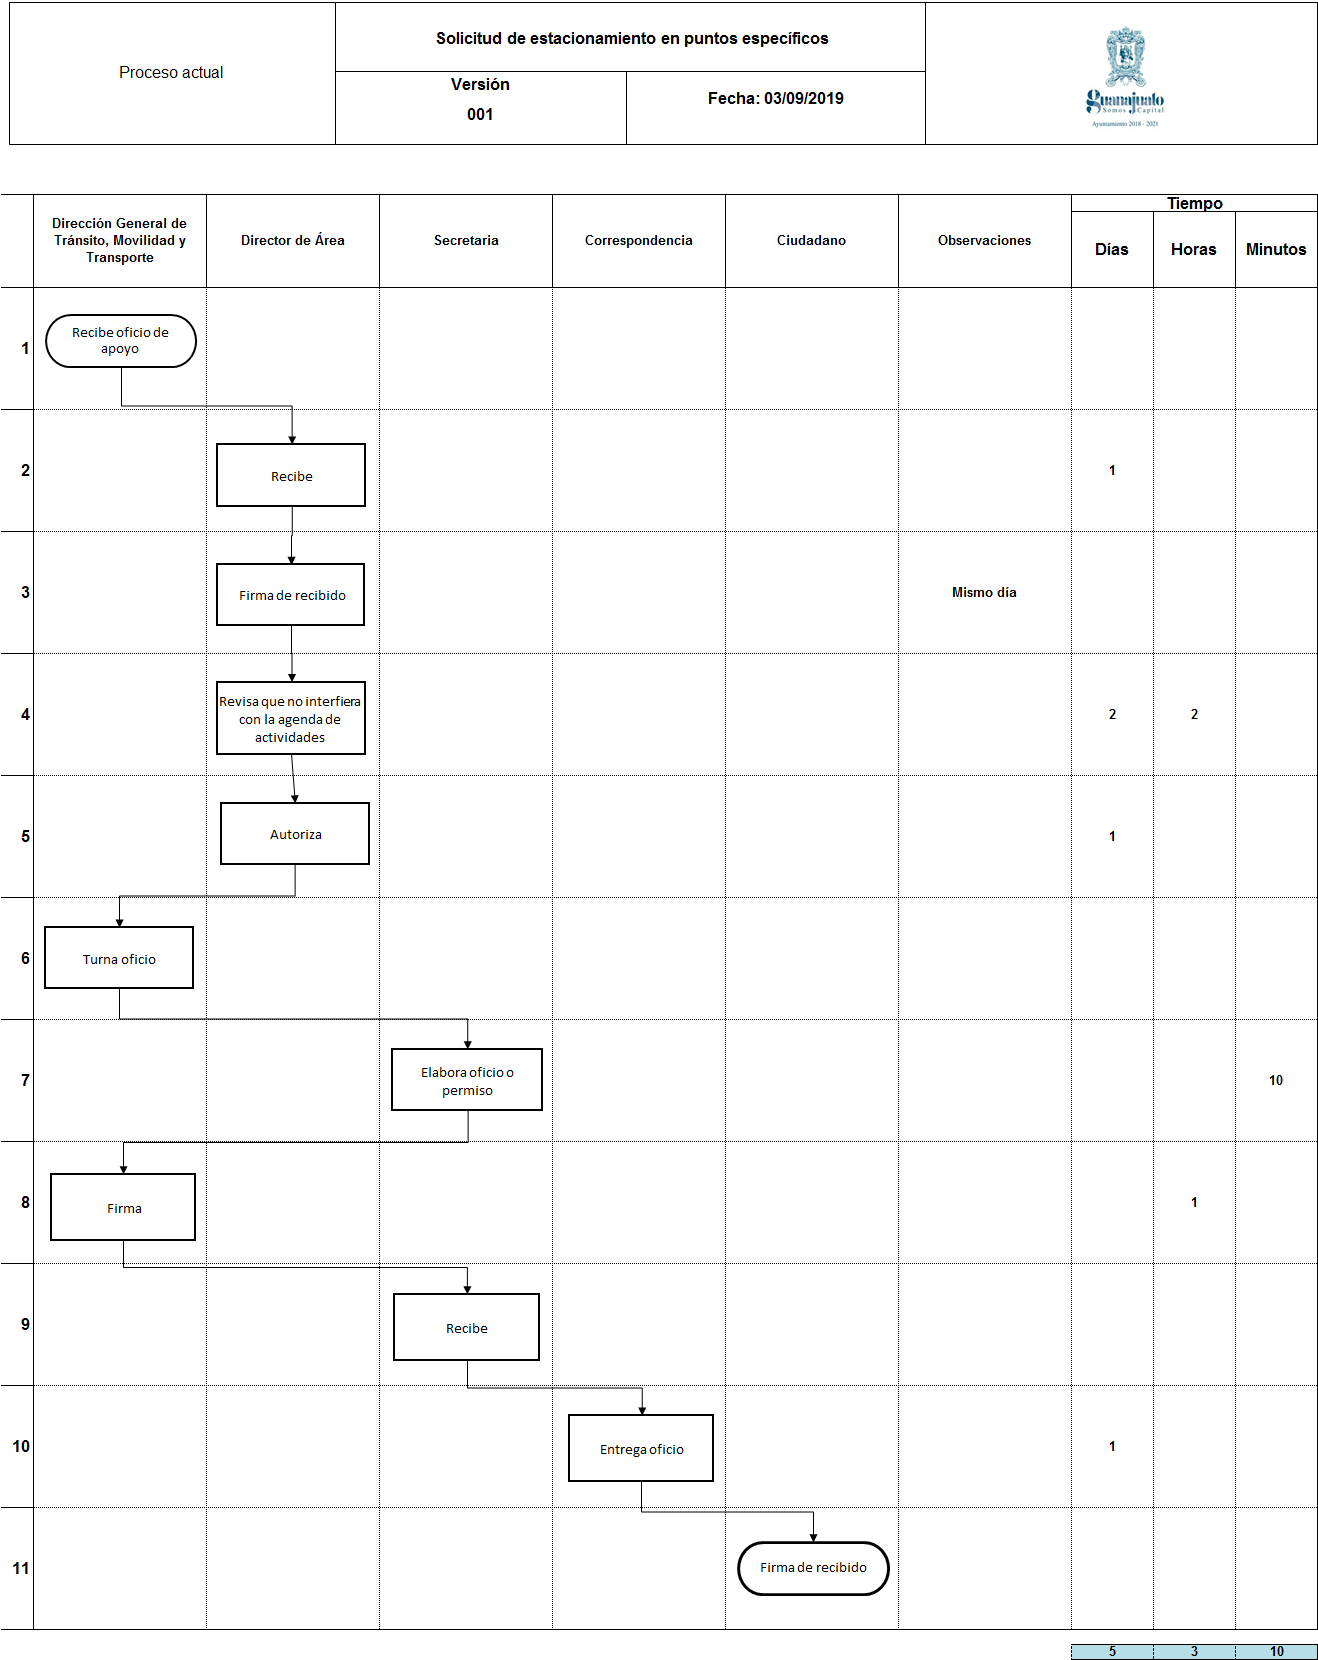 Proceso actual
Solicitud de estacionamiento en puntos específicos
Versión
001
Fecha: 03/09/2019
Guanajuato
Somos Capital
Ayuntamiento 2018 - 2021
Dirección General de
Tránsito, Movilidad y
Transporte
Director de Área
Secretaria
Correspondencia
Ciudadano
Observaciones
Tiempo
Días
Horas
Minutos
1
Recibe oficio de
apoyo
2
Recibe
1
3
Firma de recibido
Mismo día
4
Revisa que no interfiera
con la agenda de
actividades
2
2
5
Autoriza
1
6
Turna oficio
7
Elabora oficio o
permiso
10
8
Firma
1
9
Recibe
10
Entrega oficio
1
11
Firma de recibido
5
3
10